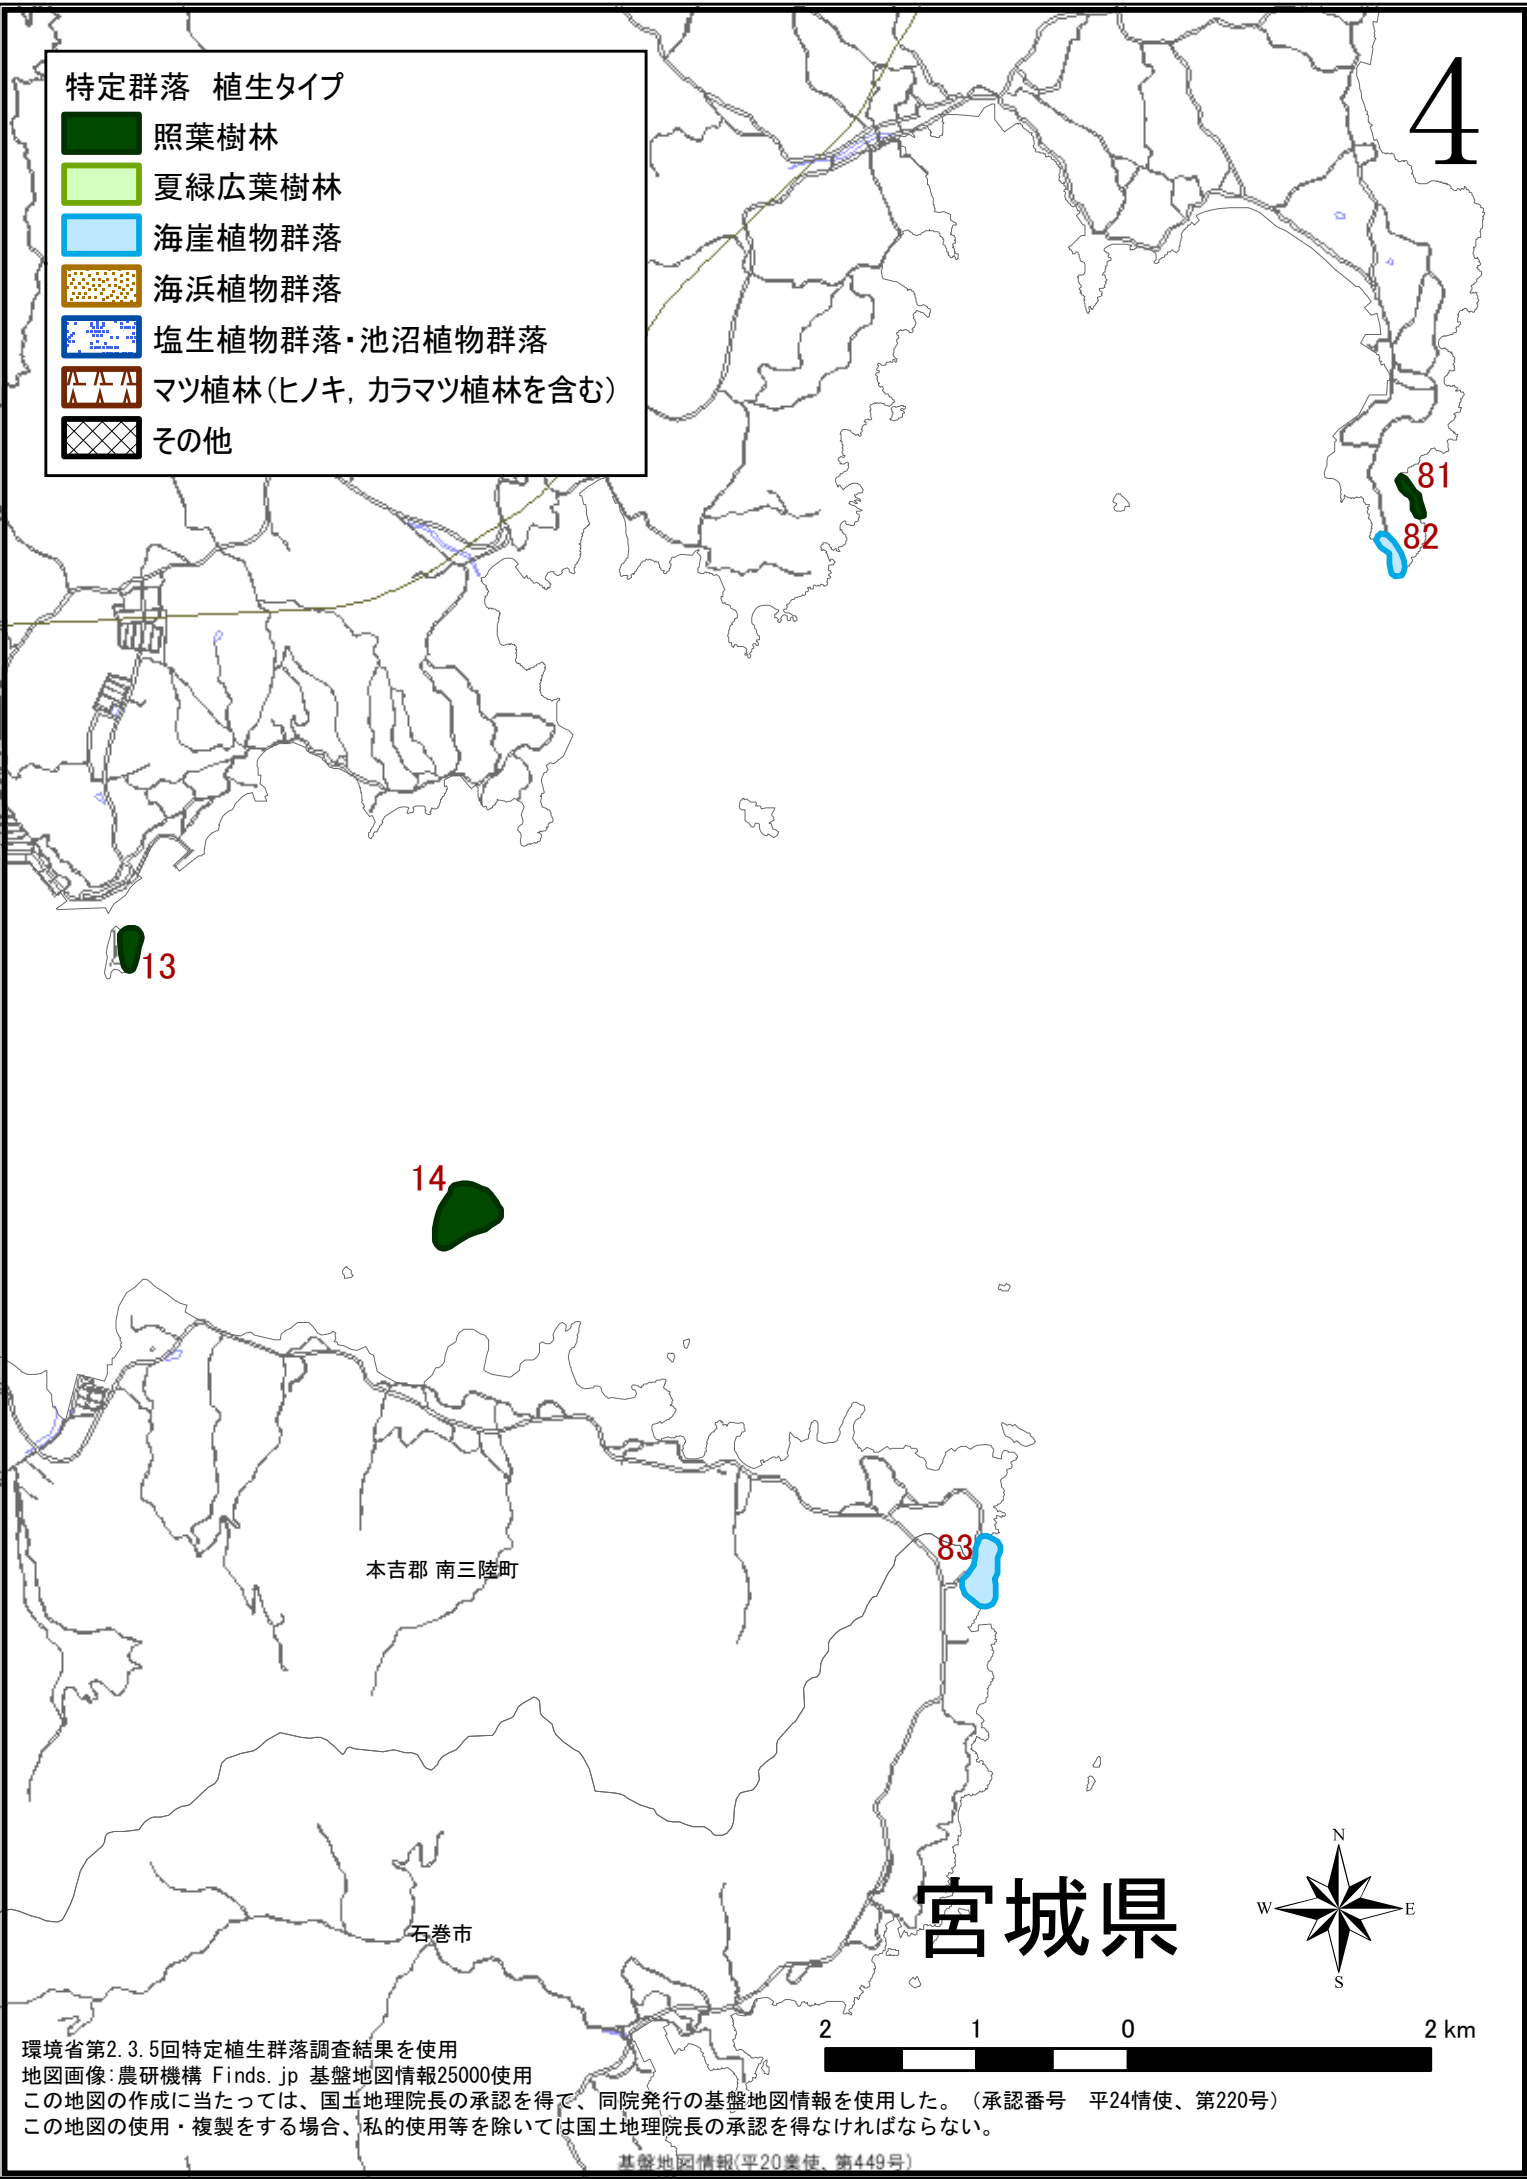 4
特定群落 植生タイプ
照葉樹林
夏緑広葉樹林
海崖植物群落
海浜植物群落
塩生植物群落・池沼植物群落
マツ植林(ヒノキ, カラマツ植林を含む)
その他
81
82
13
14
83
本吉郡 南三陸町
石巻市
宮城県
N
W E
S
2 1 0 2 km
環境省第2.3.5回特定植生群落調査結果を使用
地図画像:農研機構 Finds.jp 基盤地図情報25000使用
この地図の作成に当たっては、国土地理院長の承認を得て、同院発行の基盤地図情報を使用した。(承認番号 平24情使、第220号)
この地図の使用・複製をする場合、私的使用等を除いては国土地理院長の承認を得なければならない。
基盤地図情報(平20業使、第449号)